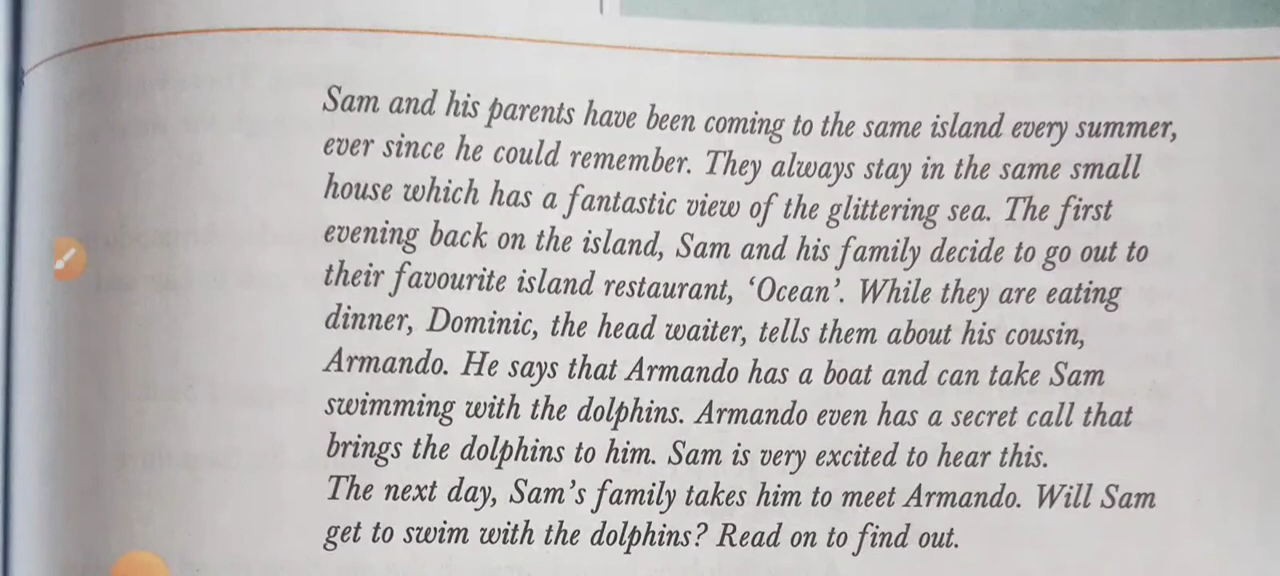 Sam and his parents have been coming to the same island every summer,
ever since he could remember. They always stay in the same small
house which has a fantastic view of the glittering sea. The first
evening back on the island, Sam and his family decide to go out to
their favourite island restaurant, ‘Ocean’. While they are eating
dinner, Dominic, the head waiter, tells them about his cousin,
Armando. He says that Armando has a boat and can take Sam
swimming with the dolphins. Armando even has a secret call that
brings the dolphins to him. Sam is very excited to hear this.
The next day, Sam’s family takes him to meet Armando. Will Sam
get to swim with the dolphins? Read on to find out.